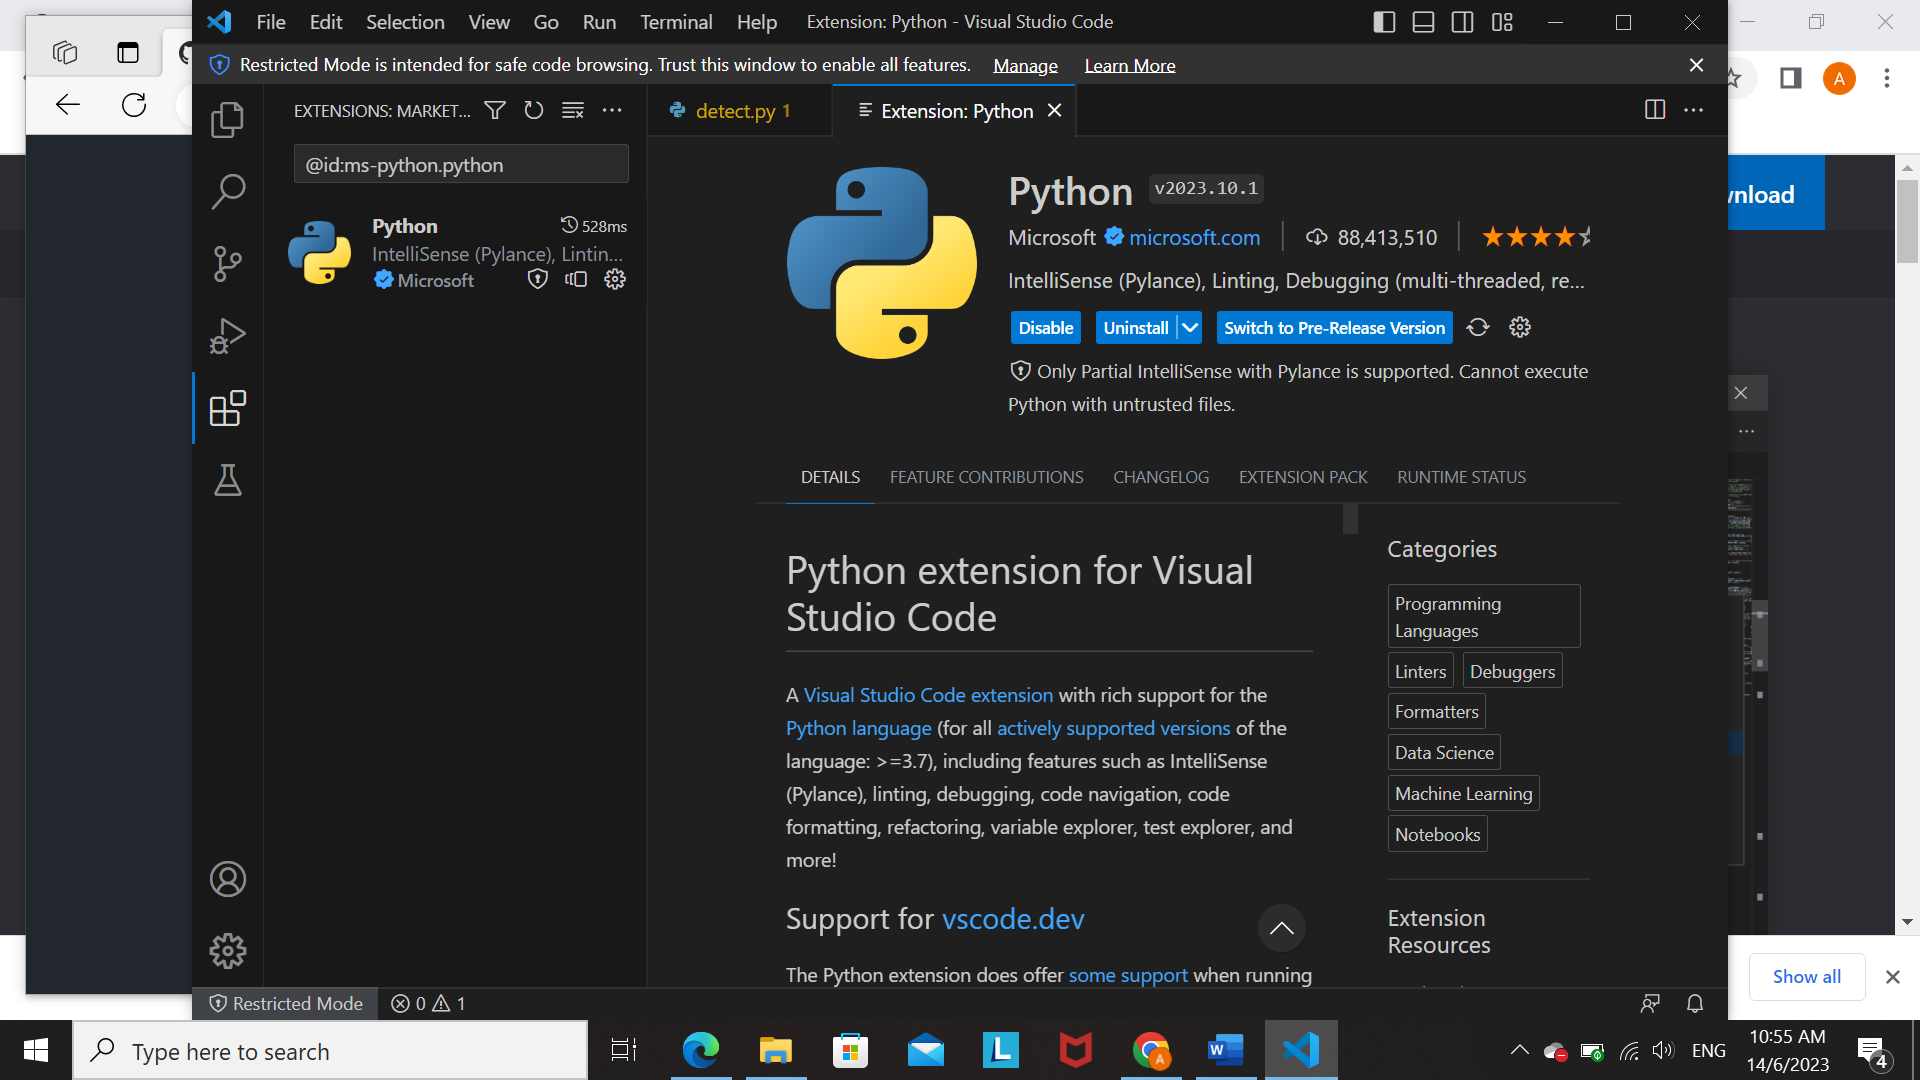 File Edit Selection View Go Run Terminal Help Extension: Python - Visual Studio Code
Restricted Mode is intended for safe code browsing. Trust this window to enable all features. Manage Learn More
A
EXTENSIONS: MARKET...
detect.py 1
Extension: Python
@id:ms-python.python
Python
528ms
IntelliSense (Pylance), Lintin...
Microsoft
Python v2023.10.1
Microsoft microsoft.com 88,413,510
IntelliSense (Pylance), Linting, Debugging (multi-threaded, re...
Disable Uninstall Switch to Pre-Release Version
Only Partial IntelliSense with Pylance is supported. Cannot execute
Python with untrusted files.
DETAILS FEATURE CONTRIBUTIONS CHANGELOG EXTENSION PACK RUNTIME STATUS
Python extension for Visual
Studio Code
A Visual Studio Code extension with rich support for the
Python language (for all actively supported versions of the
language: >=3.7), including features such as IntelliSense
(Pylance), linting, debugging, code navigation, code
formatting, refactoring, variable explorer, test explorer, and
more!
Support for vscode.dev
The Python extension does offer some support when running
Categories
Programming
Languages
Linters Debuggers
Formatters
Data Science
Machine Learning
Notebooks
Extension
Resources
wnload
Show all
Restricted Mode 0 1
Type here to search
L
W
A
ENG
10:55 AM
14/6/2023
4